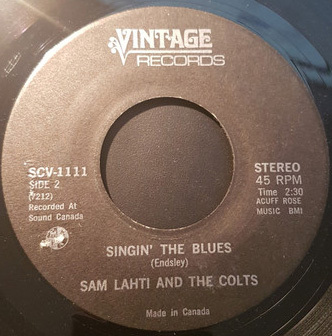 VINTAGE
RECORDS
SCV-1111
SIDE 2
(7212)
Recorded At
Sound Canada
STEREO
45 RPM
Time 2:30
ACUFF ROSE
MUSIC BMI
SINGIN' THE BLUES
(Endsley)
SAM LAHTI AND THE COLTS
Made in Canada